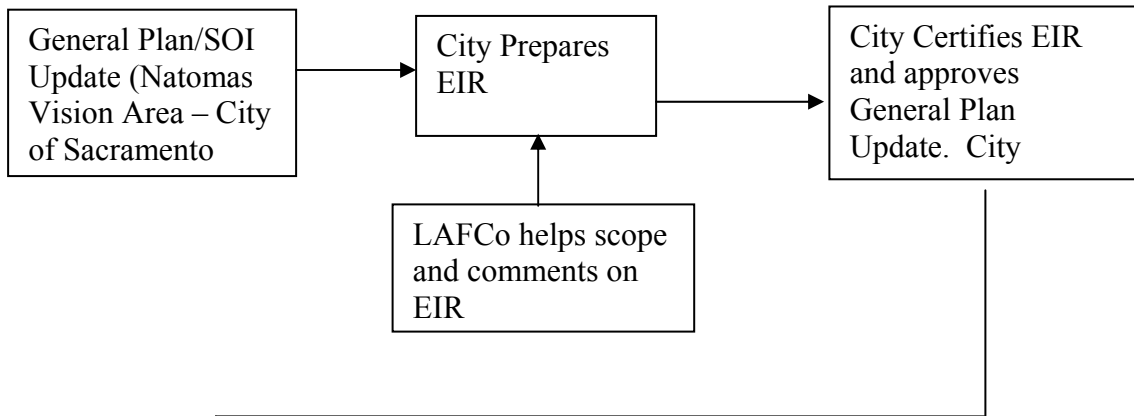 General Plan/SOI
Update (Natomas
Vision Area – City
of Sacramento
City Prepares
EIR
City Certifies EIR
and approves
General Plan
Update.  City
LAFCo helps scope
and comments on
EIR